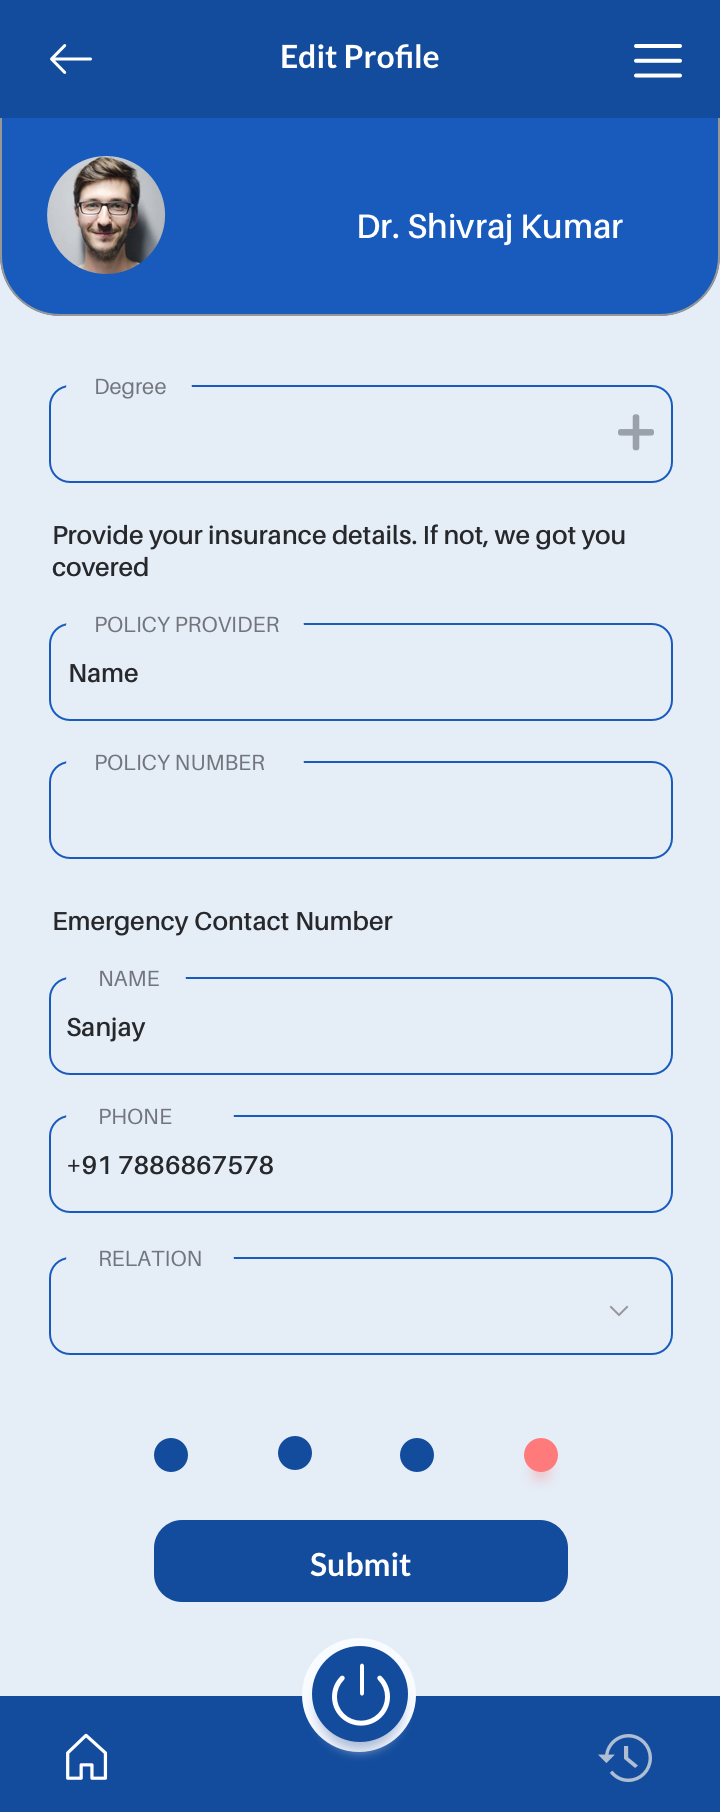 Edit Profile
Dr. Shivraj Kumar
Degree
Provide your insurance details. If not, we got you
covered
POLICY PROVIDER
Name
POLICY NUMBER
Emergency Contact Number
NAME
Sanjay
PHONE
+91 7886867578
RELATION
Submit